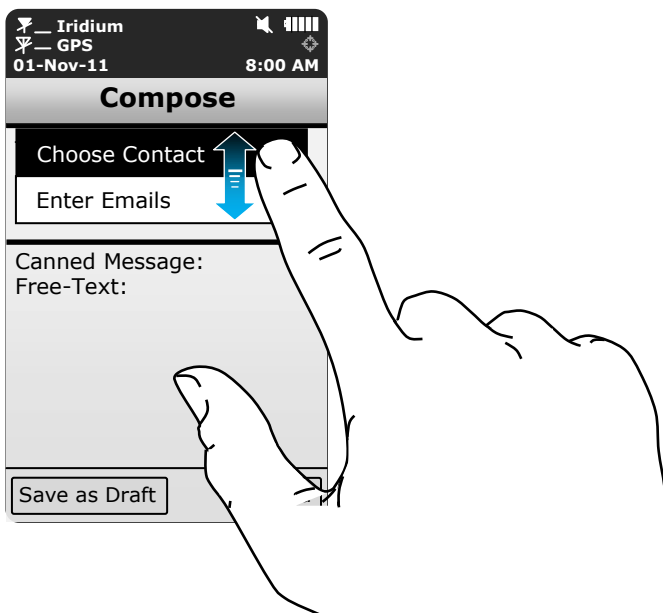 Iridium
GPS
01-Nov-11 8:00 AM
Compose
Choose Contact
Enter Emails
Canned Message:
Free-Text:
Save as Draft